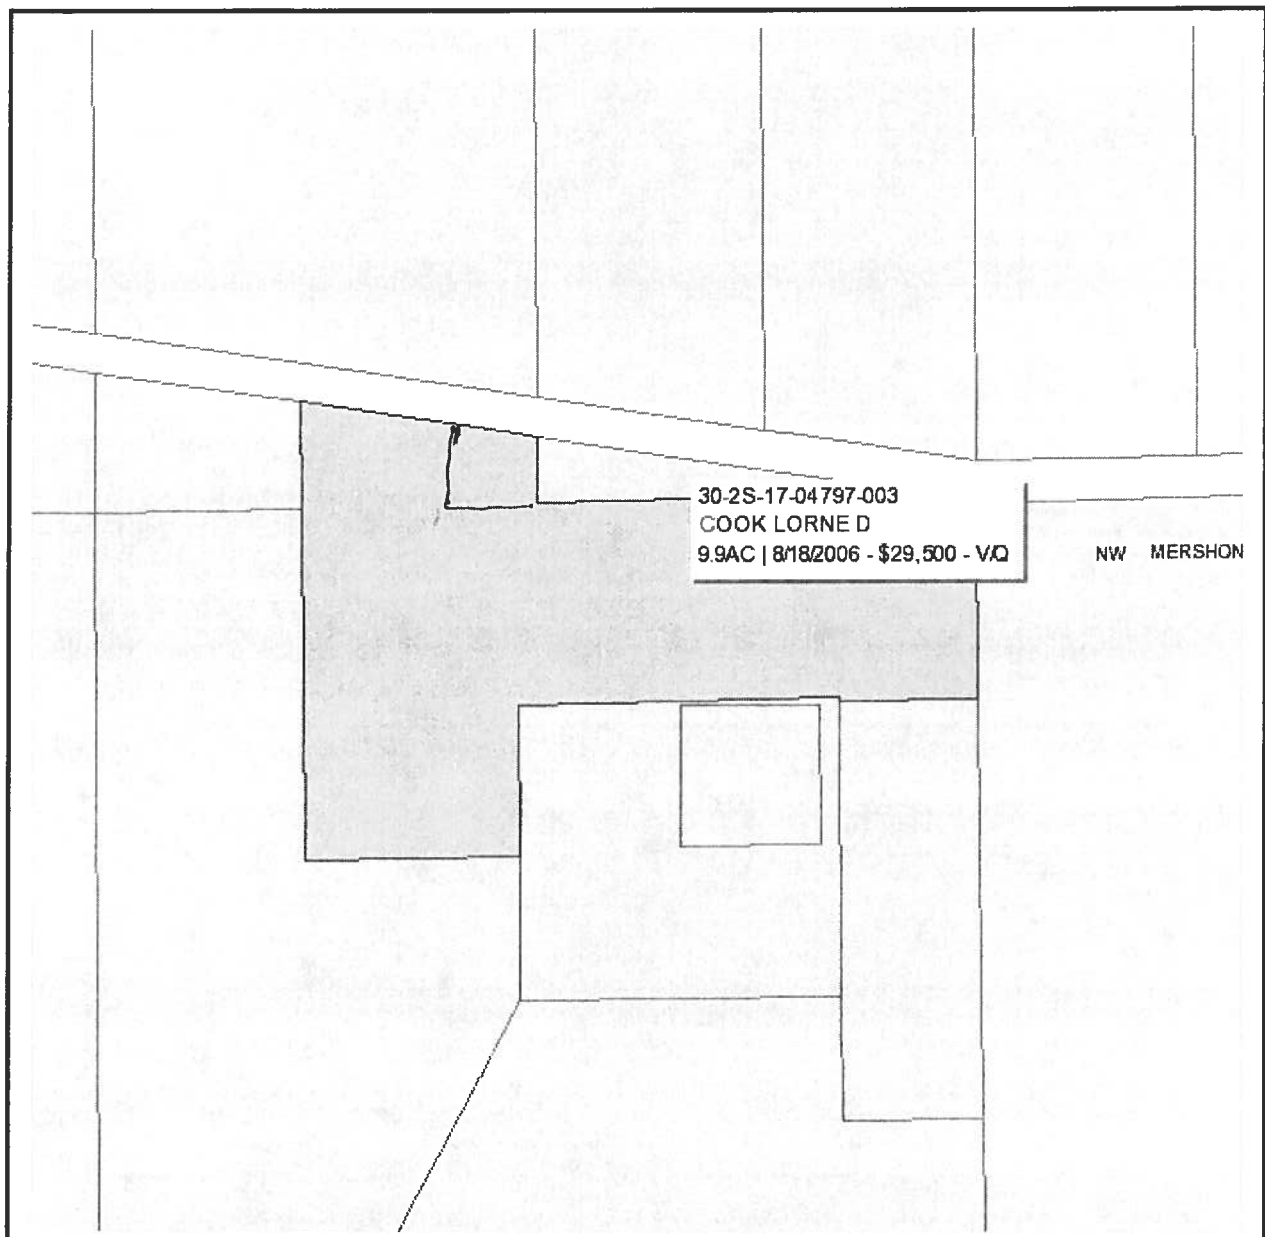 30-2S-17-04797-003
COOK LORNE D
9.9AC | 8/18/2006 - $29,500 - V/Q
NW MERSHON